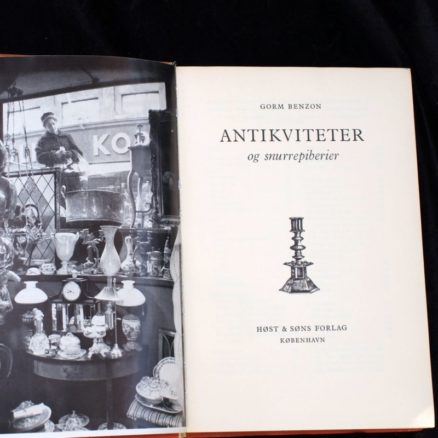 KO
GORM BENZON
ANTIKVITETER
og snurrepiberier
HØST & SØNS FORLAG
KØBENHAVN